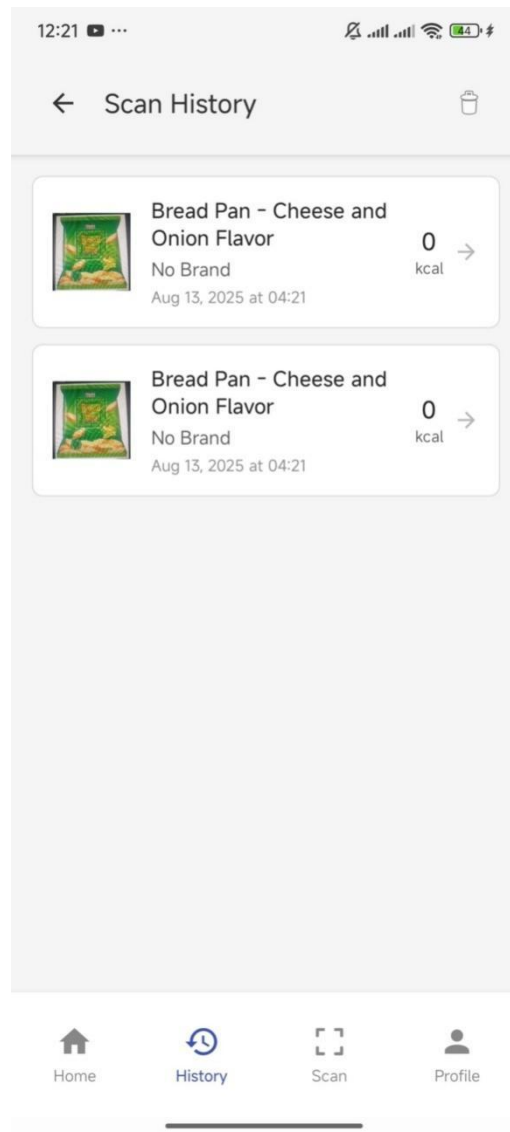 12:21
44
Scan History
Bread Pan - Cheese and
Onion Flavor
No Brand
Aug 13, 2025 at 04:21
0
kcal
Bread Pan - Cheese and
Onion Flavor
No Brand
Aug 13, 2025 at 04:21
0
kcal
Home
History
Scan
Profile